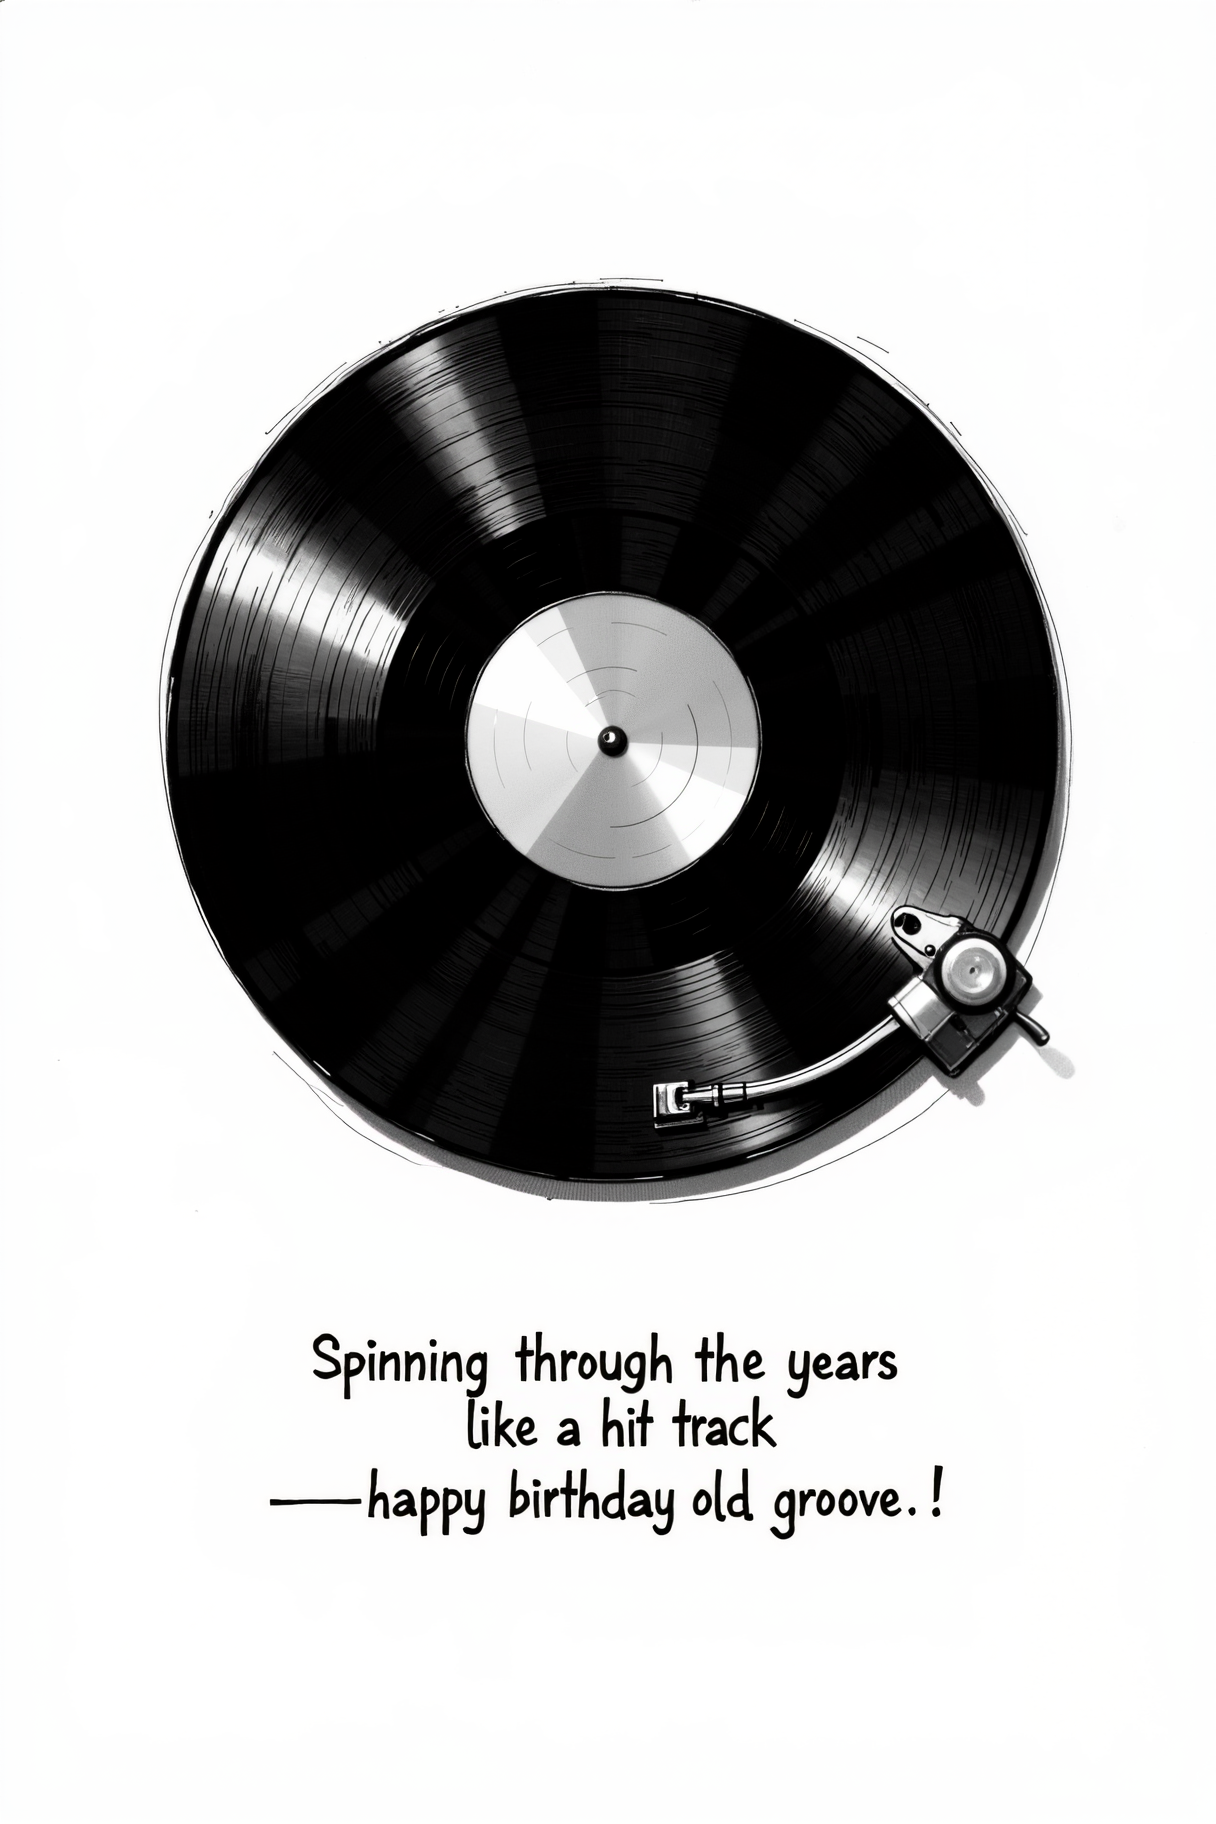 Spinning through the years
like a hit track
—happy birthday old groove. !